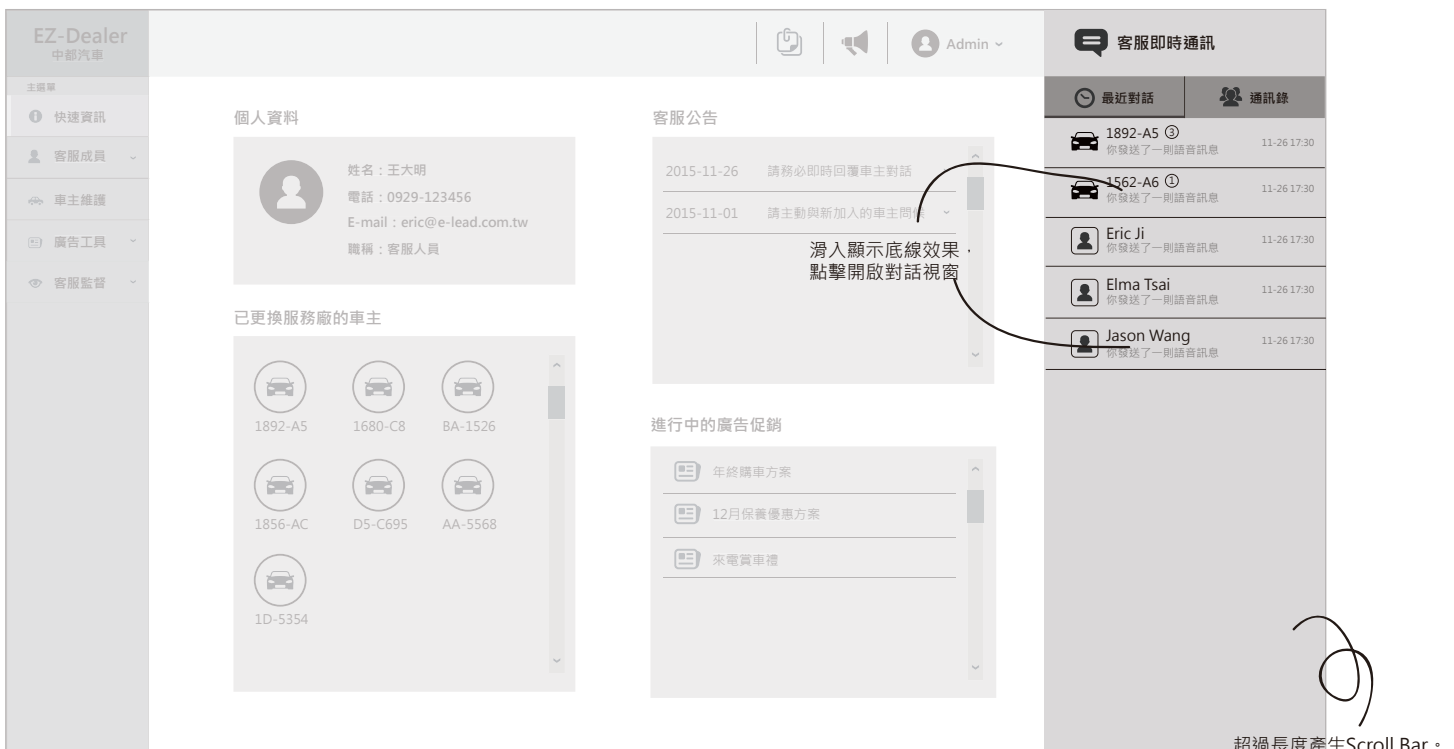 EZ-Dealer
中都汽車
Admin
客服即時通訊
主選單
快速資訊
客服成員
車主維護
廣告工具
客服監督
個人資料
姓名：王大明
電話：0929-123456
E-mail：eric@e-lead.com.tw
職稱：客服人員
已更換服務廠的車主
1892-A5
1680-C8
BA-1526
1856-AC
D5-C695
AA-5568
1D-5354
客服公告
2015-11-26 請務必即時回覆車主對話
2015-11-01 請主動與新加入的車主問候
滑入顯示底線效果，
點擊開啟對話視窗
進行中的廣告促銷
年終購車方案
12月保養優惠方案
來電賞車禮
最近對話
通訊錄
1892-A5 ③
你發送了一則語音訊息
11-26 17:30
1562-A6 ①
你發送了一則語音訊息
11-26 17:30
Eric Ji
你發送了一則語音訊息
11-26 17:30
Elma Tsai
你發送了一則語音訊息
11-26 17:30
Jason Wang
你發送了一則語音訊息
11-26 17:30
超過長度產生Scroll Bar。